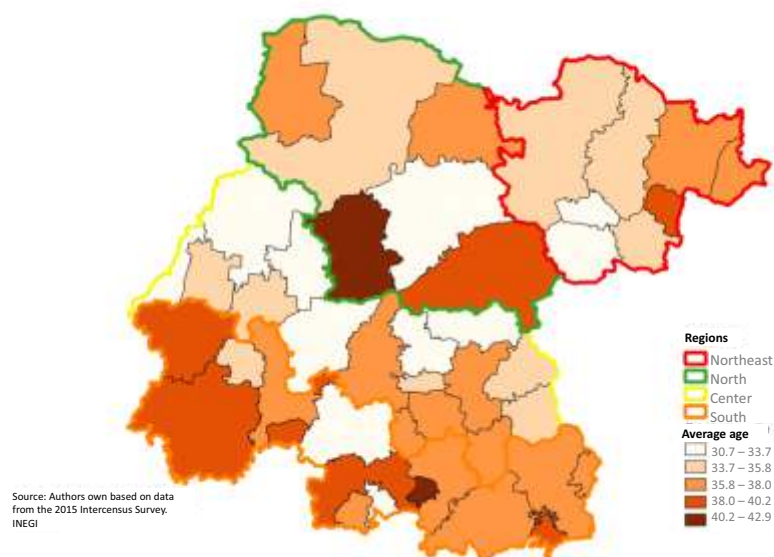 Regions
Northeast
North
Center
South
Average age
30.7 – 33.7
33.7 – 35.8
35.8 – 38.0
38.0 – 40.2
40.2 – 42.9
Source: Authors own based on data
from the 2015 Intercensus Survey.
INEGI